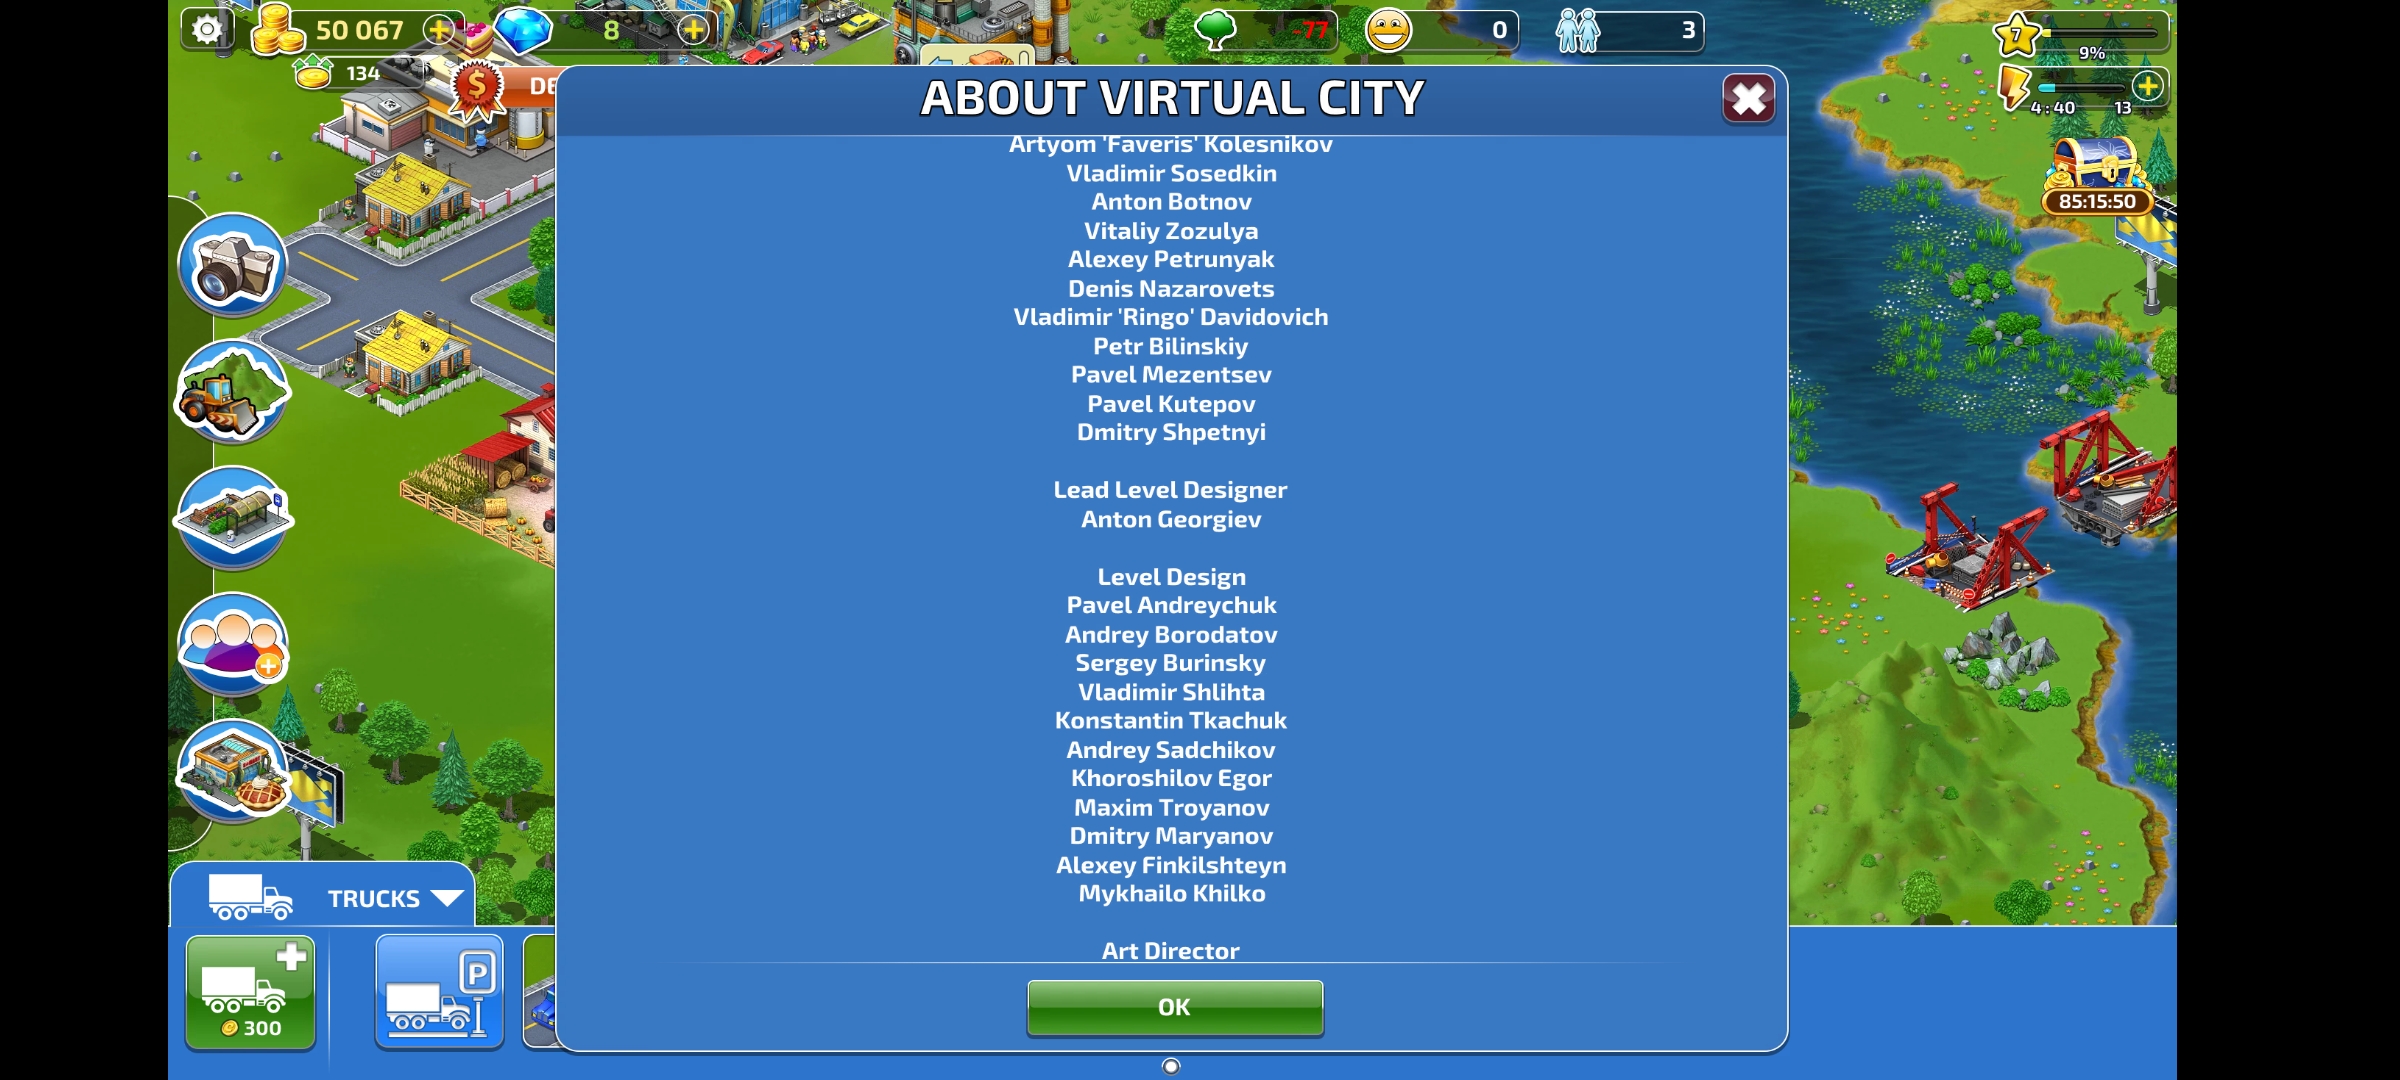 50 067
8
-77
0
3
7
9%
134
DE
4:40
13
85:15:50
ABOUT VIRTUAL CITY
Artyom 'Faveris' Kolesnikov
Vladimir Sosedkin
Anton Botnov
Vitaliy Zozulya
Alexey Petrunyak
Denis Nazarovets
Vladimir 'Ringo' Davidovich
Petr Bilinskiy
Pavel Mezentsev
Pavel Kutepov
Dmitry Shpetnyi
Lead Level Designer
Anton Georgiev
Level Design
Pavel Andreychuk
Andrey Borodatov
Sergey Burinsky
Vladimir Shlihta
Konstantin Tkachuk
Andrey Sadchikov
Khoroshilov Egor
Maxim Troyanov
Dmitry Maryanov
Alexey Finkilshteyn
Mykhailo Khilko
Art Director
OK
TRUCKS
300
P